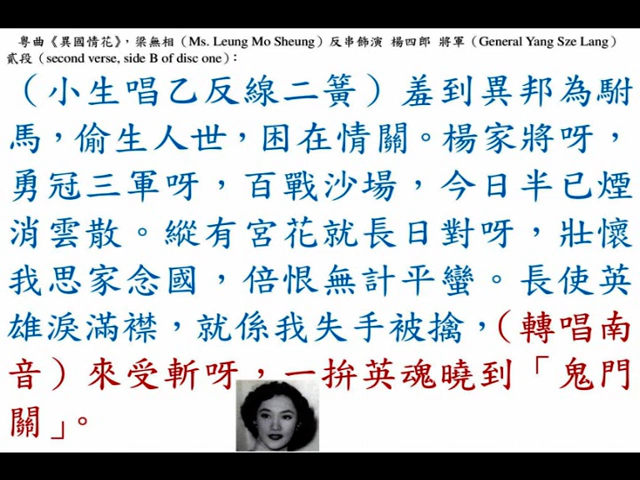 粵曲《異國情花》，梁無相（Ms. Leung Mo Sheung）反串飾演 楊四郎 將軍（General Yang Sze Lang）
貳段（second verse, side B of disc one）：
（小生唱乙反線二簧）羞到異邦為駙
馬，偷生人世，困在情關。楊家將呀，
勇冠三軍呀，百戰沙場，今日半已煙
消雲散。縱有宮花就長日對呀，壯懷
我思家念國，倍恨無計平蠻。長使英
雄淚滿襟，就係我失手被擒，（轉唱南
音）來受斬呀，一拚英魂曉到「鬼門
關」。